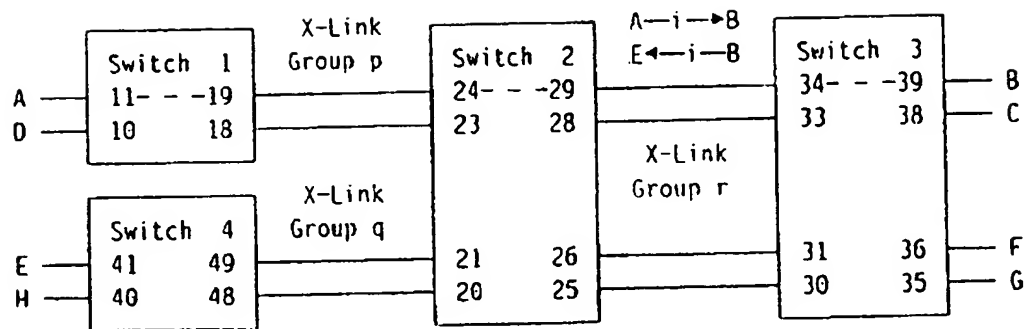 X-Link
Group p
A—i—►B
E◄—i—B
Switch 1
A 11- - -19
D 10 18
Switch 2
24- - -29
23 28
21 26
20 25
Switch 3
34- - -39 B
33 38 C
31 36 F
30 35 G
X-Link
Group r
X-Link
Group q
Switch 4
E 41 49
H 40 48